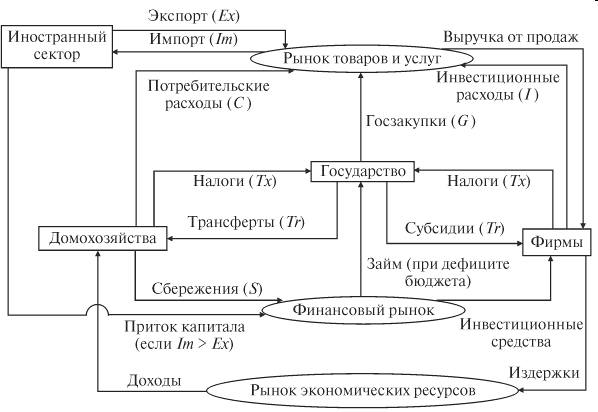 Экспорт (Ex)
Иностранный
сектор
Импорт (Im)
Выручка от продаж
Рынок товаров и услуг
Потребительские
расходы (C)
Инвестиционные
расходы (I)
Госзакупки (G)
Государство
Налоги (Tx)
Налоги (Tx)
Трансферты (Tr)
Субсидии (Tr)
Домохозяйства
Фирмы
Займ (при дефиците
бюджета)
Сбережения (S)
Финансовый рынок
Приток капитала
(если Im > Ex)
Инвестиционные
средства
Доходы
Издержки
Рынок экономических ресурсов